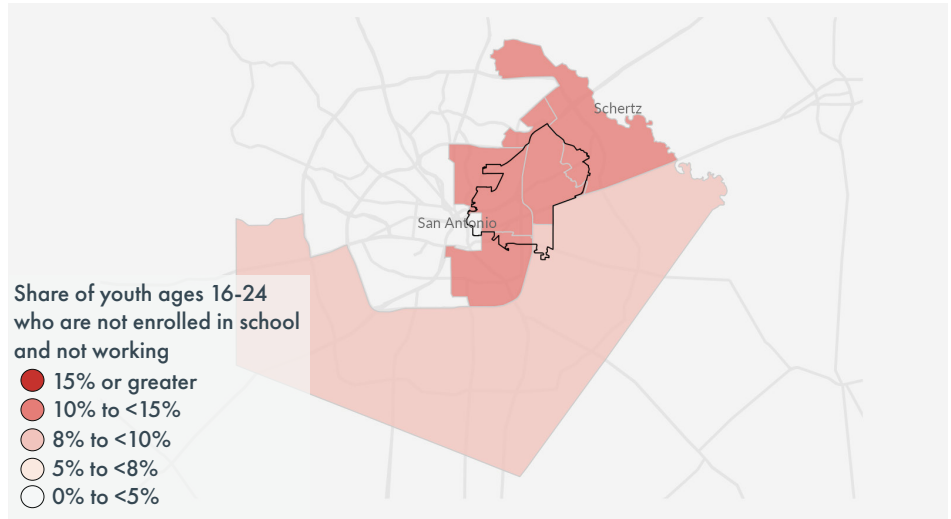 Schertz
San Antonio
Share of youth ages 16-24
who are not enrolled in school
and not working
15% or greater
10% to <15%
8% to <10%
5% to <8%
0% to <5%